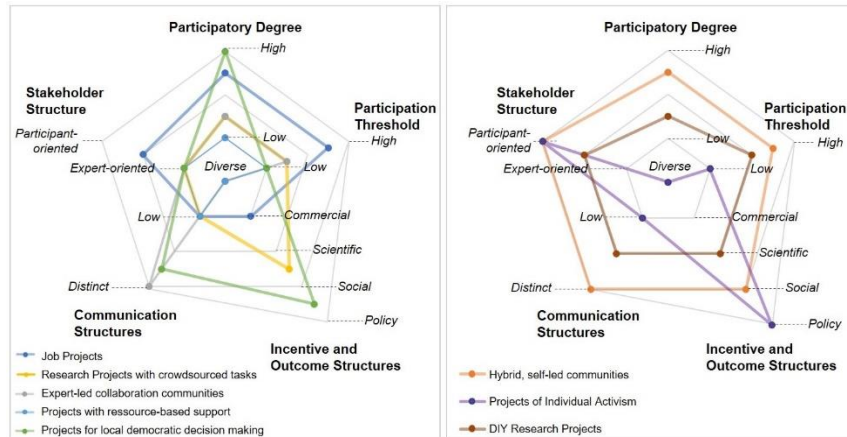 Participatory Degree
High
Stakeholder
Structure
Participation
Threshold
Participant-
oriented
High
Low
Expert-oriented
Diverse
Low
Low
Commercial
Scientific
Distinct
Social
Communication
Structures
Policy
Incentive and
Outcome Structures
Job Projects
Research Projects with crowdsourced tasks
Expert-led collaboration communities
Projects with ressource-based support
Projects for local democratic decision making
Participatory Degree
High
Stakeholder
Structure
Participation
Threshold
Participant-
oriented
High
Low
Expert-oriented
Diverse
Low
Low
Commercial
Scientific
Distinct
Social
Communication
Structures
Policy
Incentive and
Outcome Structures
Hybrid, self-led communities
Projects of Individual Activism
DIY Research Projects